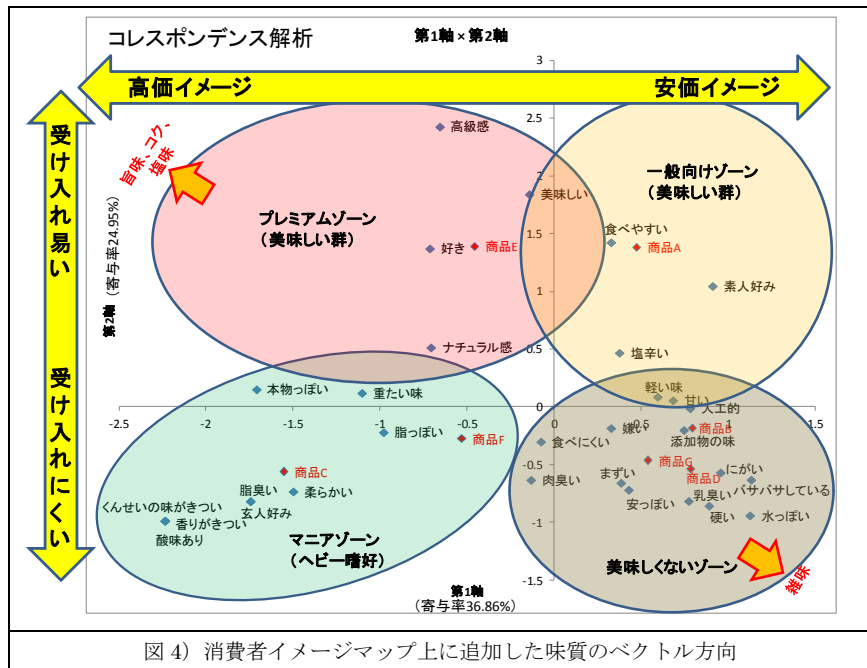 コレスポンデンス解析
第1軸×第2軸
高価イメージ
安価イメージ
受け入れ易い
受け入れにくい
第2軸（寄与率24.95%）
旨味、コク、
塩味
3
2.5
2
1.5
1
0.5
0
-0.5
-1
-1.5
-2.5
-2
-1.5
-1
-0.5
0
0.5
1
1.5
高級感
美味しい
プレミアムゾーン
（美味しい群）
好き
商品E
ナチュラル感
一般向けゾーン
（美味しい群）
食べやすい
商品A
素人好み
塩辛い
本物っぽい
重たい味
脂っぽい
商品F
商品C
脂臭い
柔らかい
くんせいの味がきつい
玄人好み
香りがきつい
酸味あり
マニアゾーン
（ヘビー嗜好）
軽い味
甘い
人工的
嫌い
商品B
添加物の味
食べにくい
商品G
肉臭い
まずい
商品D
にがい
安っぽい
乳臭い
パサパサしている
硬い
水っぽい
美味しくないゾーン
雑味
第1軸
（寄与率36.86%）
図 4）消費者イメージマップ上に追加した味質のベクトル方向